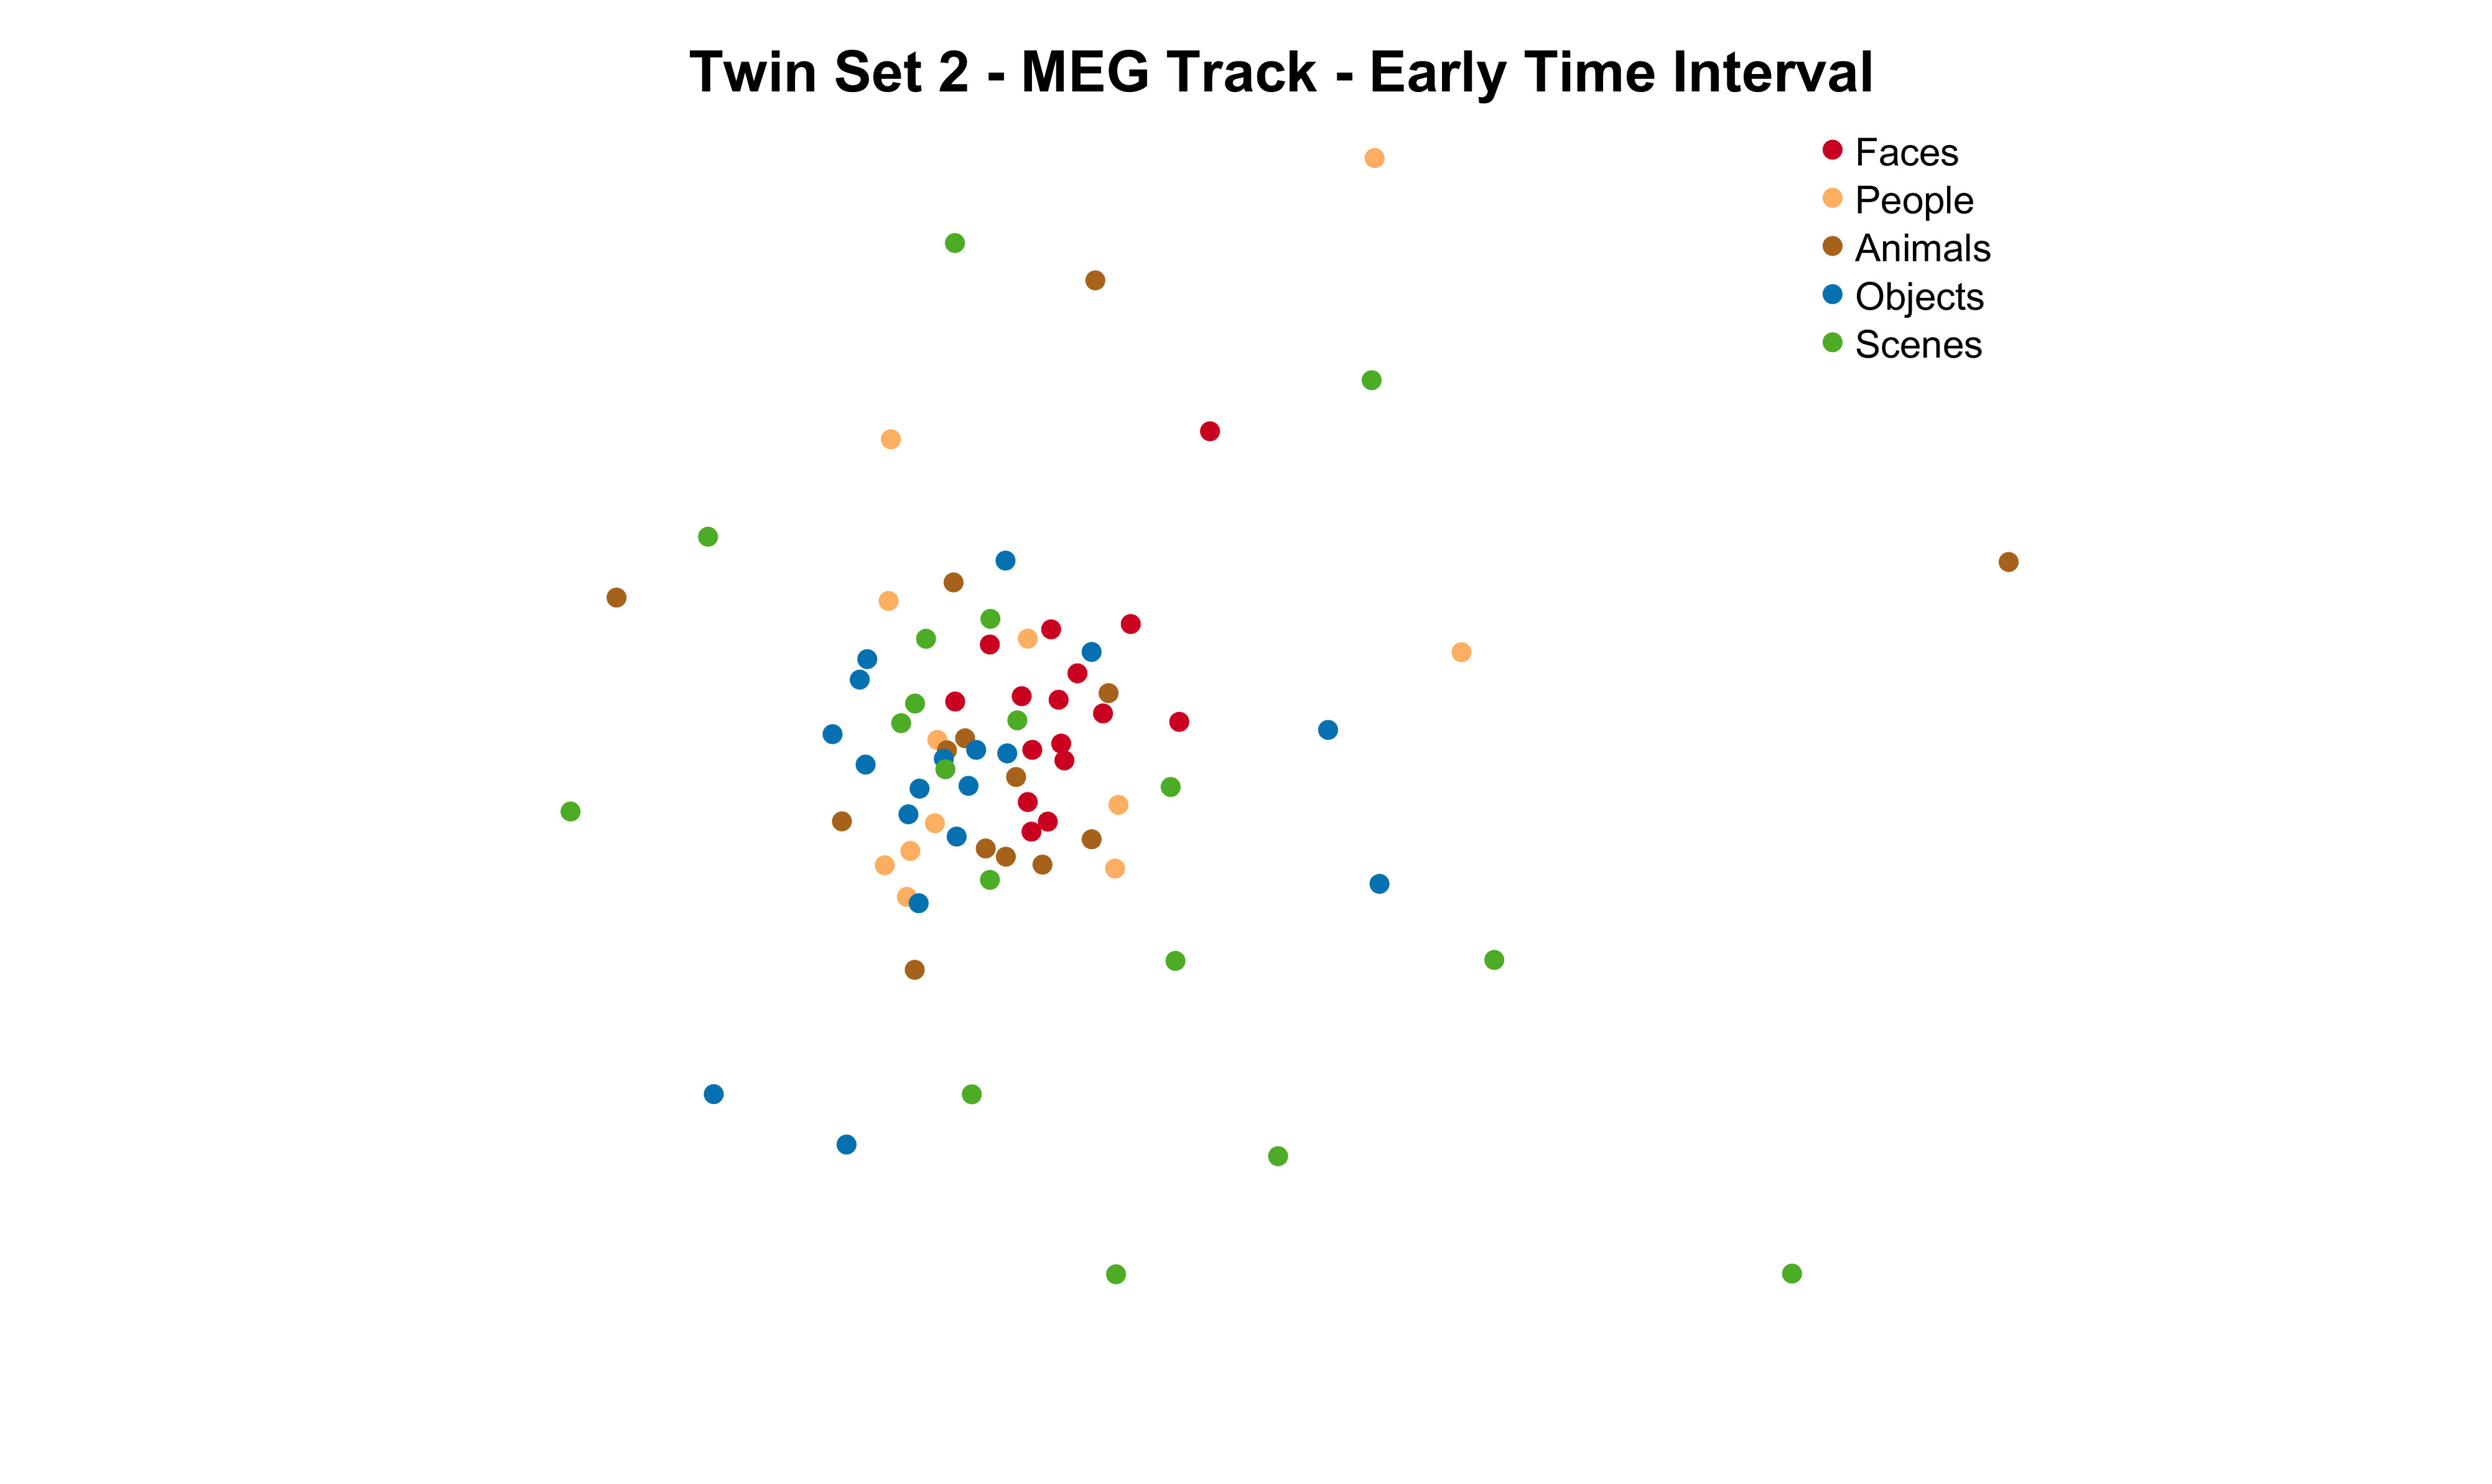 Twin Set 2 - MEG Track - Early Time Interval
Faces
People
Animals
Objects
Scenes